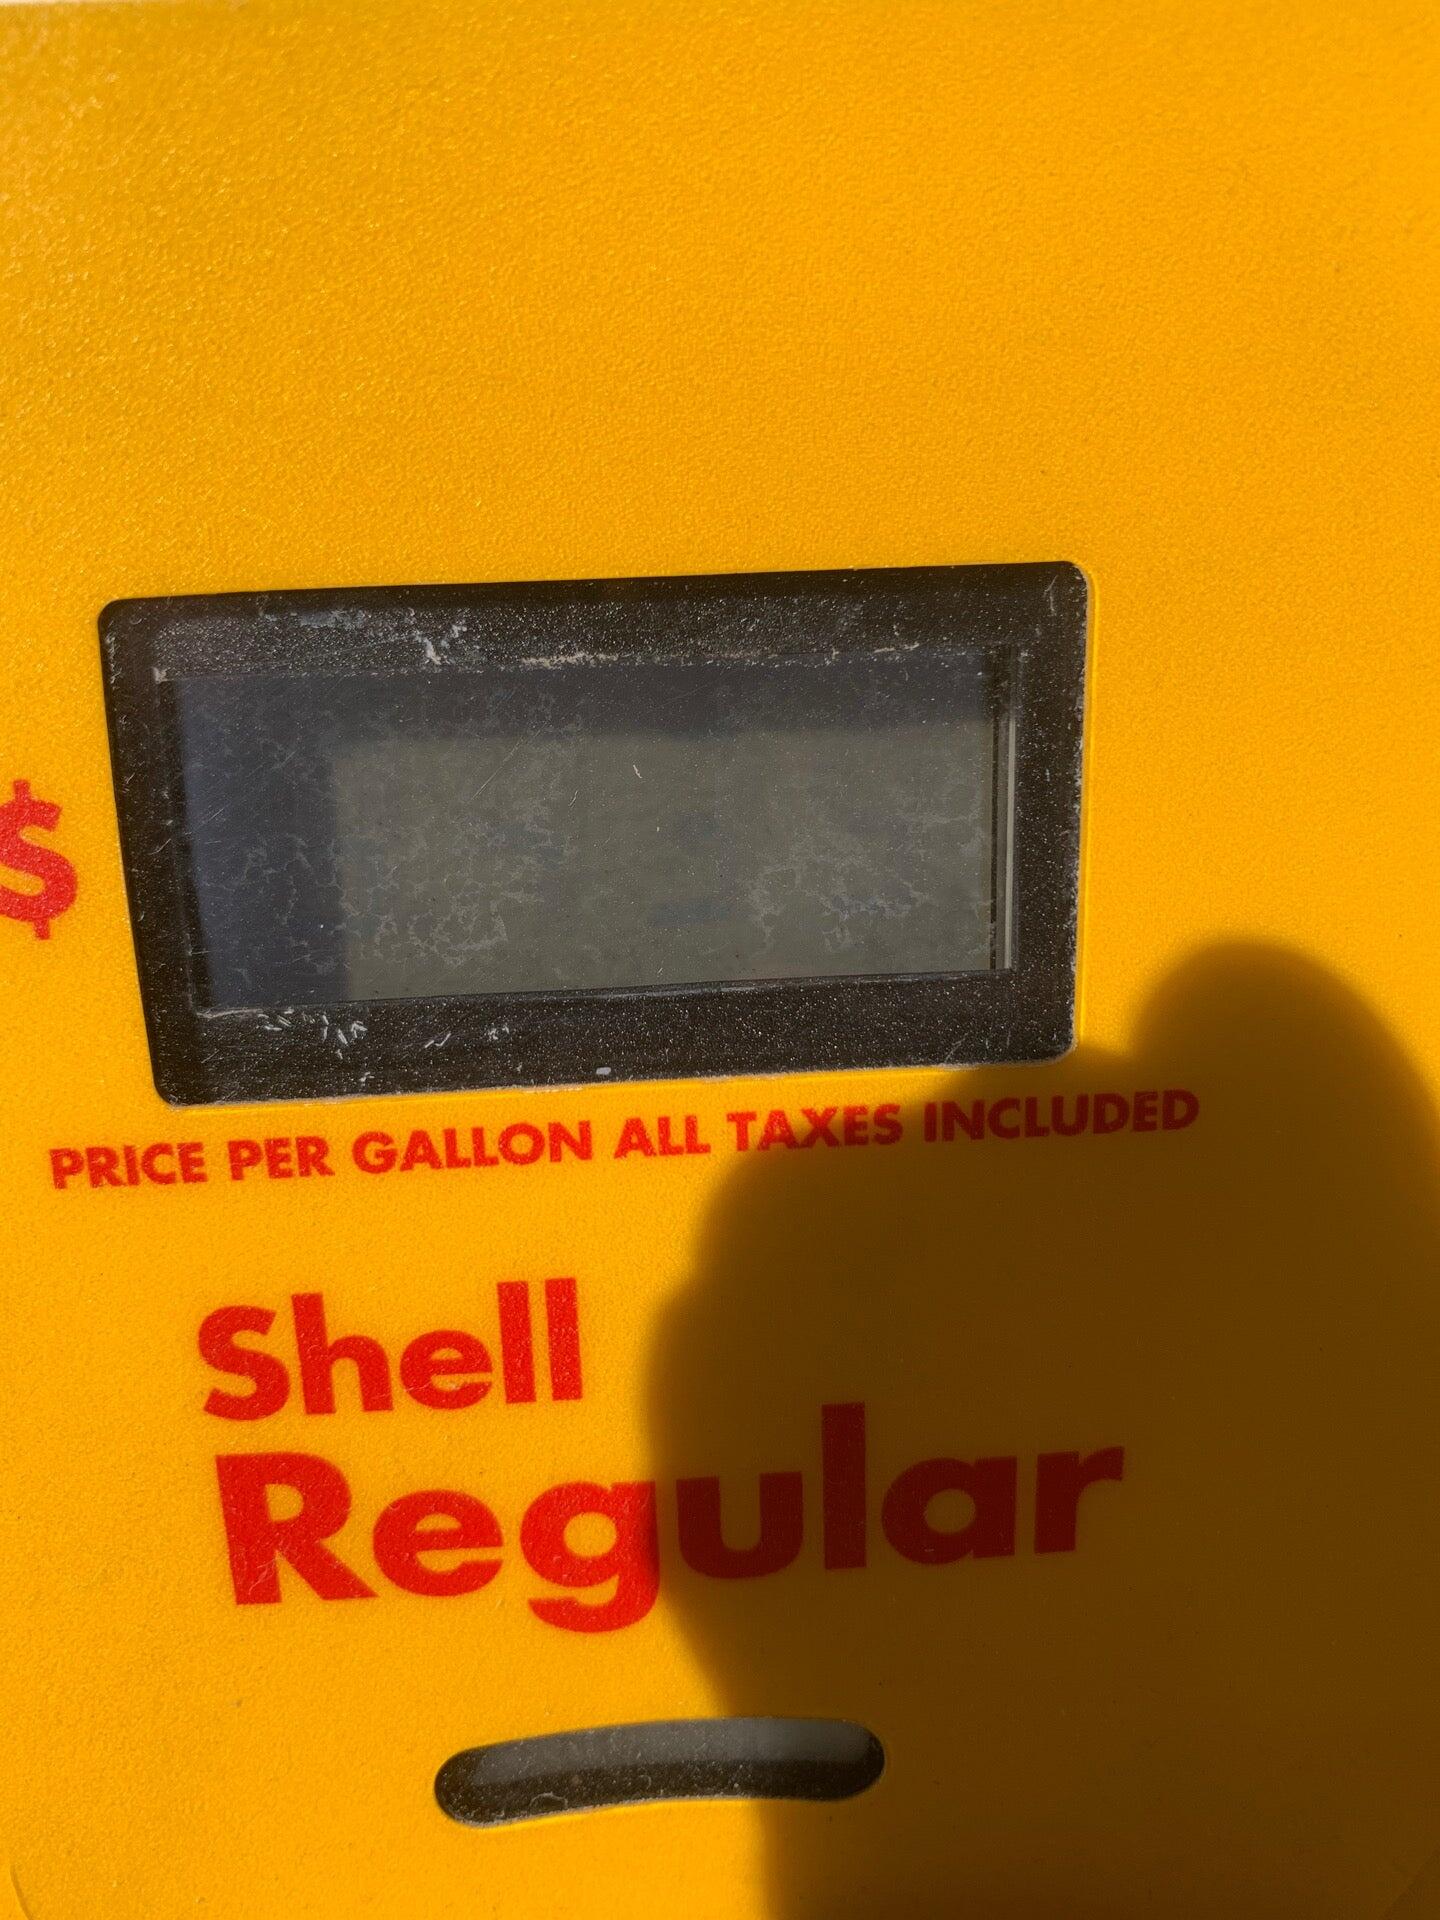 $
PRICE PER GALLON ALL TAXES INCLUDED
Shell
Regular